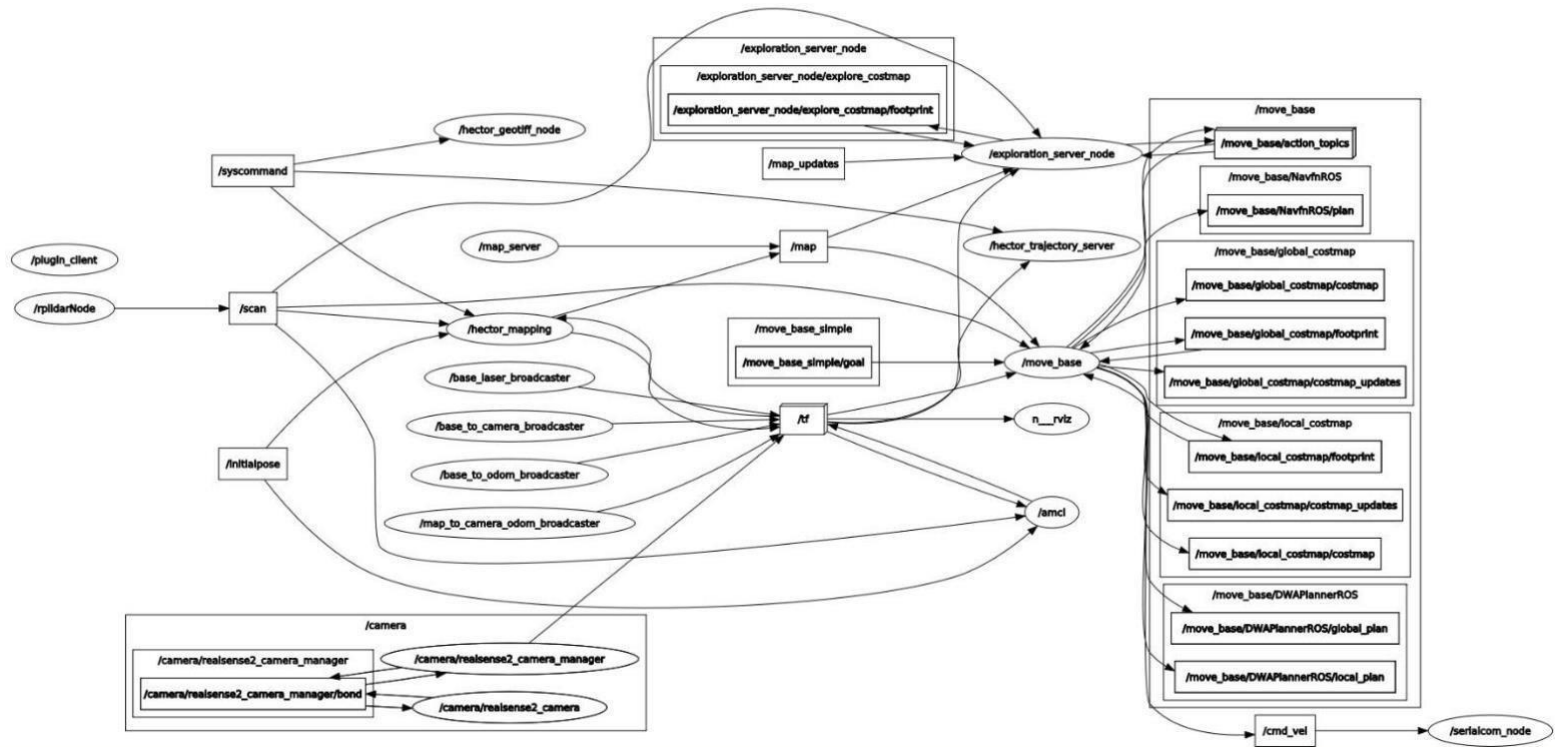 /exploration_server_node
/exploration_server_node/explore_costmap
/exploration_server_node/explore_costmap/footprint
/hector_geotiff_node
/syscommand
/map_updates
/exploration_server_node
/move_base
/move_base/action_topics
/move_base/NavfnROS
/move_base/NavfnROS/plan
/plugin_client
/map_server
/map
/hector_trajectory_server
/rplidarNode
/scan
/hector_mapping
/move_base/global_costmap
/move_base/global_costmap/costmap
/move_base/global_costmap/footprint
/move_base/global_costmap/costmap_updates
/move_base_simple
/move_base_simple/goal
/move_base
/base_laser_broadcaster
/base_to_camera_broadcaster
/tf
n__rviz
/initialpose
/base_to_odom_broadcaster
/map_to_camera_odom_broadcaster
/amcl
/move_base/local_costmap
/move_base/local_costmap/footprint
/move_base/local_costmap/costmap_updates
/move_base/local_costmap/costmap
/move_base/DWAPlannerROS
/move_base/DWAPlannerROS/global_plan
/move_base/DWAPlannerROS/local_plan
/camera
/camera/realsense2_camera_manager
/camera/realsense2_camera_manager
/camera/realsense2_camera_manager/bond
/camera/realsense2_camera
/cmd_vel
/serialcom_node